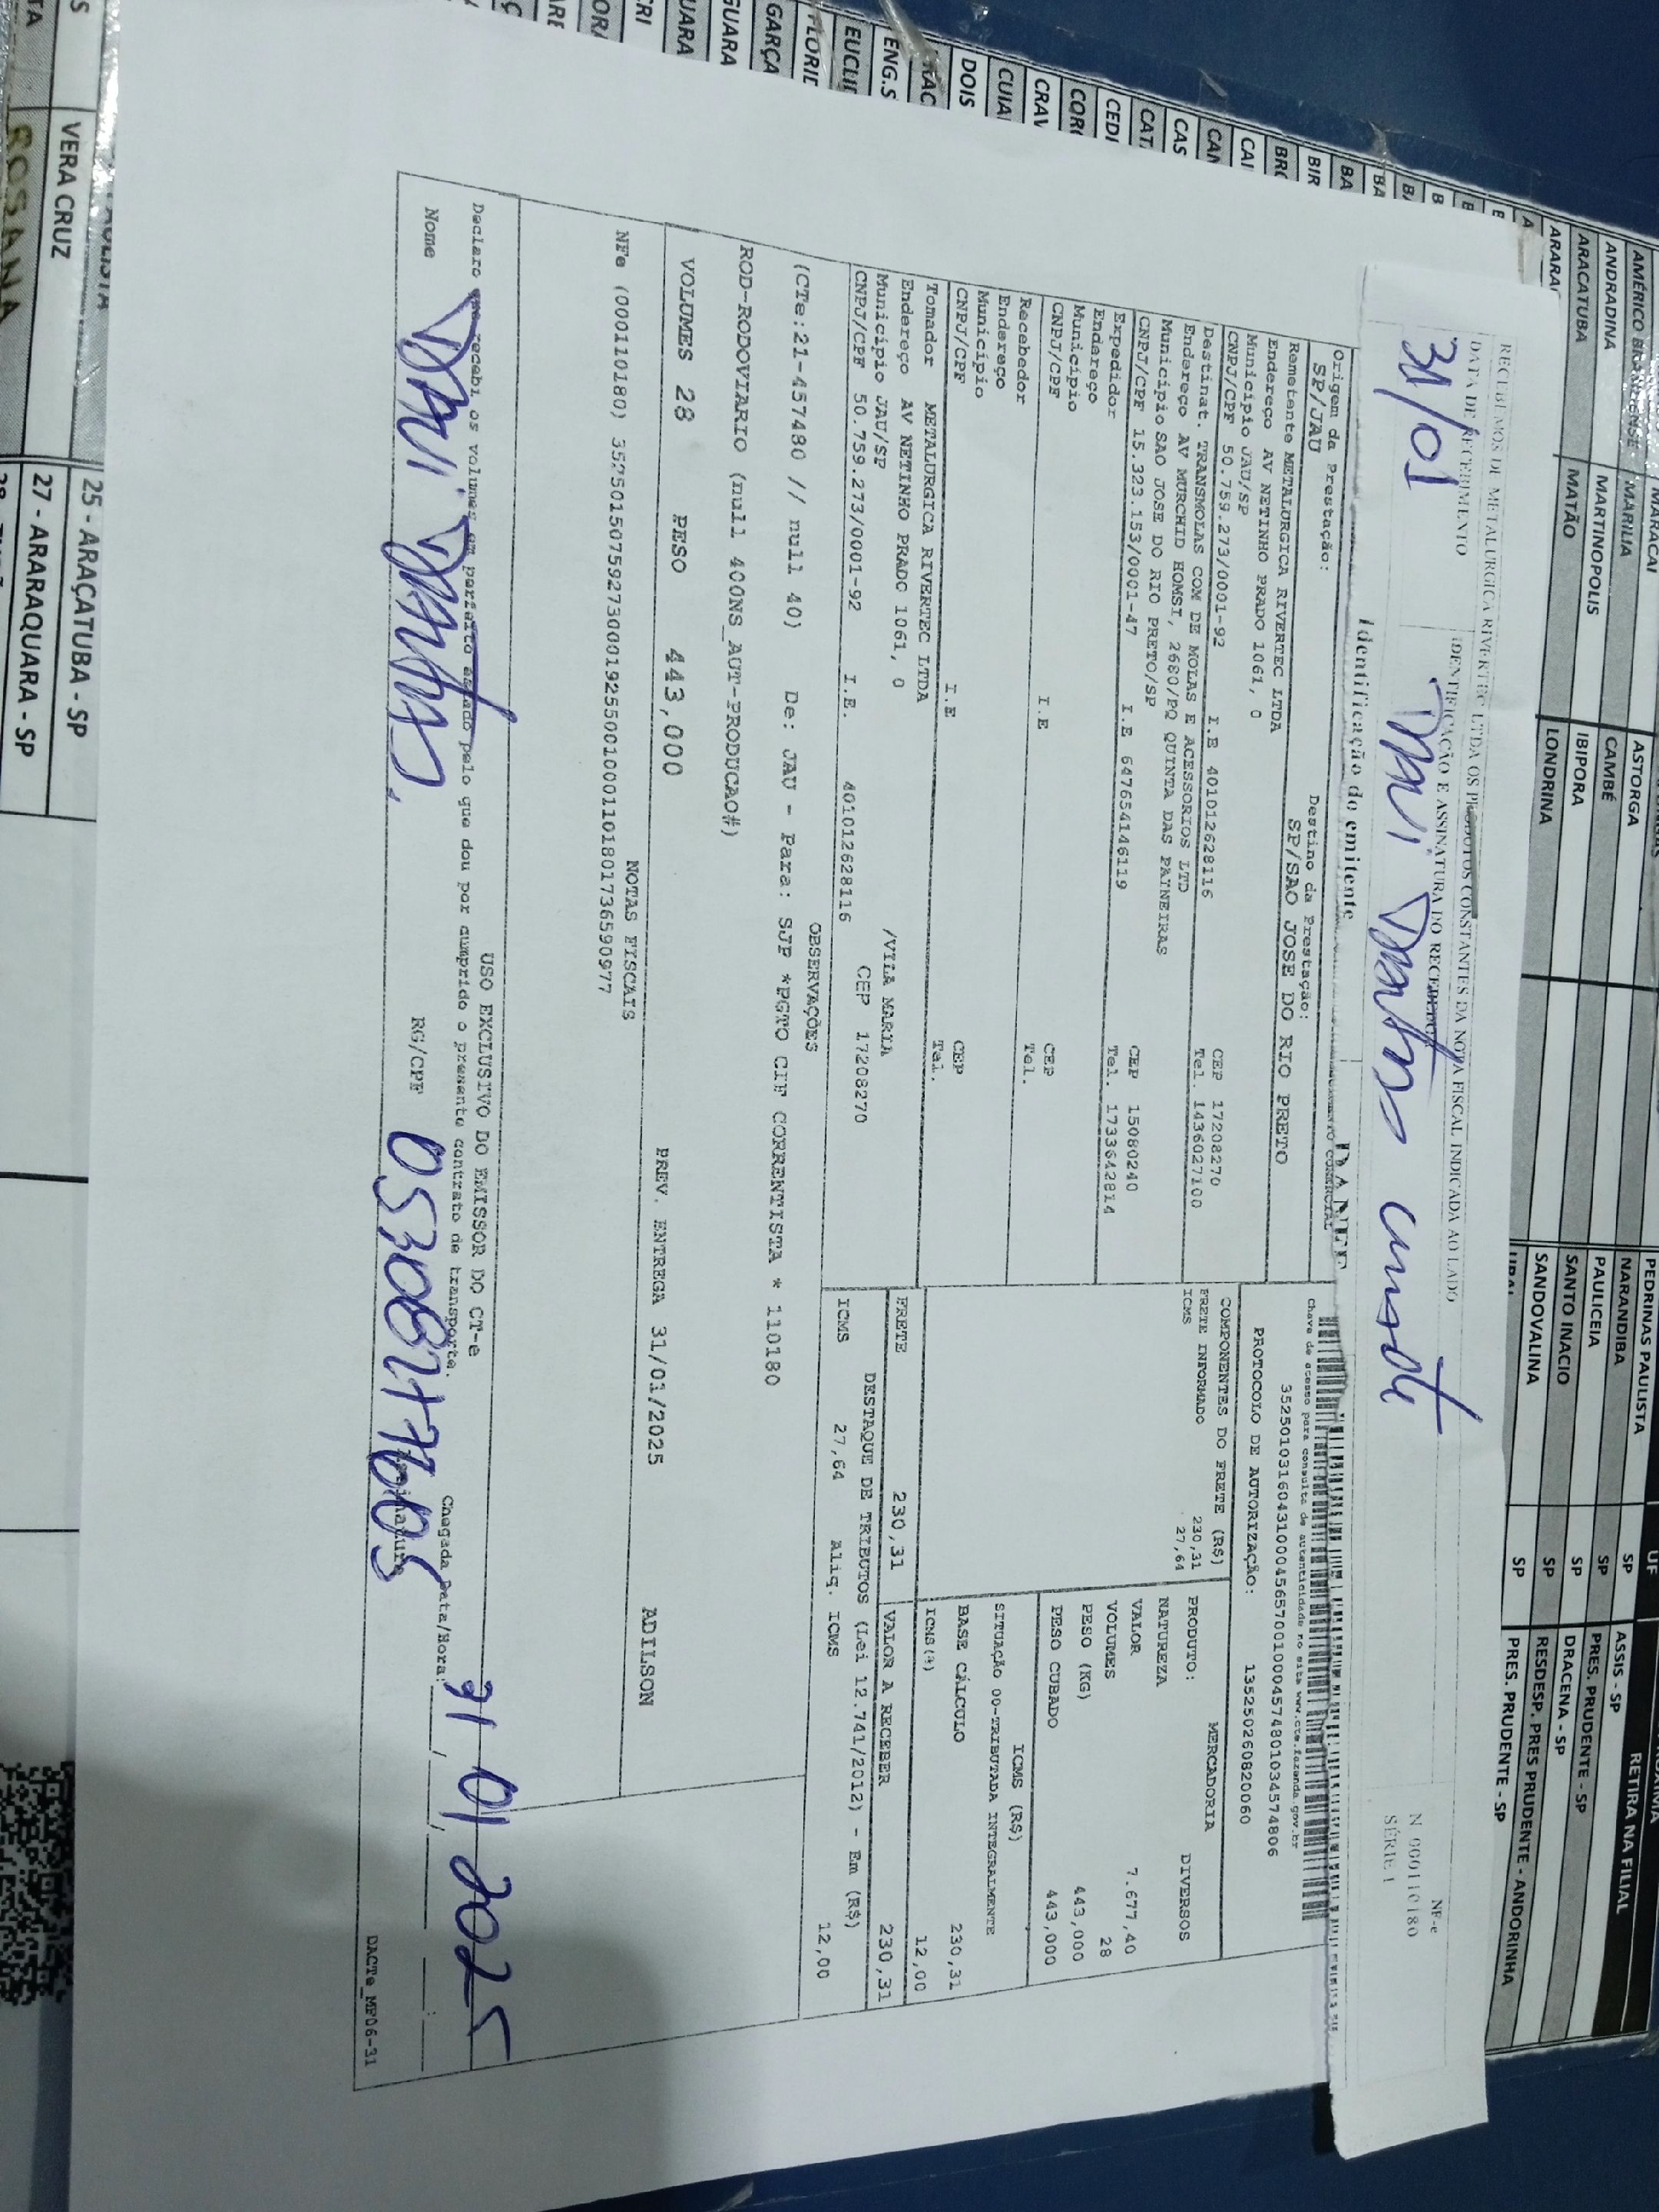 AMÉRICO BRASILIENSE
ANDRADINA
ARACATUBA
MARACAI
MARILIA
MARTINOPOLIS
MATÃO
ASTORGA
CAMBÉ
IBIPORA
LONDRINA
PEDRINAS PAULISTA
NARANDIBA
PAULICEIA
SANTO INACIO
SANDOVALINA
UF
SP
SP
SP
SP
SP
RETIRA NA FILIAL
ASSIS - SP
PRES. PRUDENTE - SP
DRACENA - SP
RESDESP. PRES PRUDENTE - ANDORINHA
PRES. PRUDENTE - SP
RECEBEMOS DE METALURGICA RIVERTEC LTDA OS PRODUTOS CONSTANTES DA NOTA FISCAL INDICADA AO LADO
DATA DE RECEBIMENTO
IDENTIFICAÇÃO E ASSINATURA DO RECEBEDOR
31/01
NF-e
N 000110180
SÉRIE 1
Identificação do emitente
DANFE
Origem da Prestação:
SP/JAU
Destino da Prestação:
SP/SAO JOSE DO RIO PRETO
Chave de acesso para consulta de autenticidade no site www.cte.fazenda.gov.br
35250103160431000456570010004574801034574806
PROTOCOLO DE AUTORIZAÇÃO: 135250260820060
Remetente METALURGICA RIVERTEC LTDA
Endereço AV NETINHO PRADO 1061, 0
Município JAU/SP CEP 17208270
CNPJ/CPF 50.759.273/0001-92 I.E 401012628116 Tel. 1436027100
Destinat. TRANSMOLAS COM DE MOLAS E ACESSORIOS LTD
Endereço AV MURCHID HOMSI, 2680/PQ QUINTA DAS PAINEIRAS
Município SAO JOSE DO RIO PRETO/SP CEP 15080240
CNPJ/CPF 15.323.153/0001-47 I.E 647654146119 Tel. 1733642814
Expedidor
Endereço
Município CEP
CNPJ/CPF I.E Tel.
Recebedor
Endereço
Município CEP
CNPJ/CPF I.E Tel.
Tomador METALURGICA RIVERTEC LTDA
Endereço AV NETINHO PRADO 1061, 0 /VILA MARIA
Município JAU/SP CEP 17208270
CNPJ/CPF 50.759.273/0001-92 I.E. 401012628116
COMPONENTES DO FRETE (R$)
FRETE INFORMADO 230,31
ICMS 27,64
MERCADORIA
PRODUTO: DIVERSOS
NATUREZA
VALOR 7.677,40
VOLUMES 28
PESO (KG) 443,000
PESO CUBADO 443,000
ICMS (R$)
SITUAÇÃO 00-TRIBUTADA INTEGRALMENTE
BASE CÁLCULO 230,31
ICMS(%) 12,00
FRETE 230,31
VALOR A RECEBER 230,31
DESTAQUE DE TRIBUTOS (Lei 12.741/2012) - Em (R$)
ICMS 27,64 Aliq. ICMS 12,00
OBSERVAÇÕES
(CTe:21-457480 // null 40) De: JAU - Para: SJP *PGTO CIF CORRENTISTA * 110180
ROD-RODOVIARIO (null 400NS_AUT-PRODUCAO#)
VOLUMES 28 PESO 443,000 PREV. ENTREGA 31/01/2025 ADILSON
NOTAS FISCAIS
NFe (000110180) 35250150759273000192550010001101801736590977
USO EXCLUSIVO DO EMISSOR DO CT-e
Declaro que recebi os volumes em perfeito estado pelo que dou por cumprido o presente contrato de transporte.
Chegada Data/Hora:
31 01 2025
Nome
RG/CPF
Assinatura
DACTe_MF06-31
VERA CRUZ
ROSANA
25 - ARAÇATUBA - SP
27 - ARARAQUARA - SP